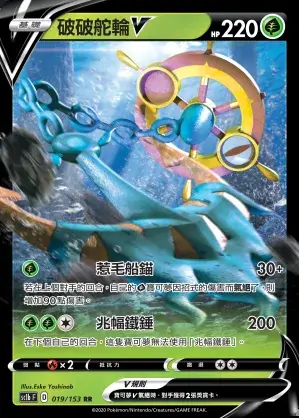 基礎 破破舵輪V HP220
惹毛船錨 30+
若在上個對手的回合，自己的寶可夢因招式的傷害而氣絕了，則
增加90點傷害。
兆幅鐵錘 200
在下個自己的回合，這隻寶可夢無法使用「兆幅鐵錘」。
弱點 ×2 抵抗力 撤退
Illus.Eske Yoshinob
V規則
寶可夢V氣絕時，對手獲得2張獎賞卡。
sc1b F 019/153 RR
©2020 Pokémon/Nintendo/Creatures/GAME FREAK.